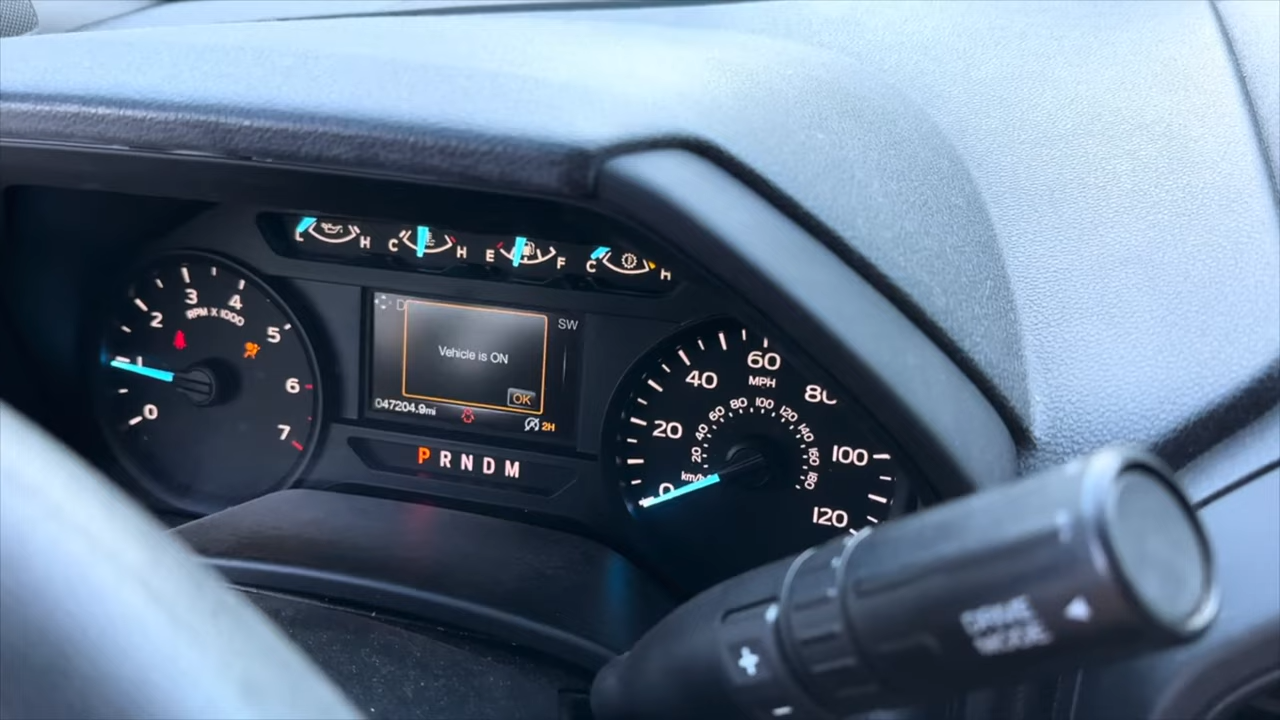 L H
C H
E F
C H
0 1 2 3 4 5 6 7
RPM X 1000
D
SW
Vehicle is ON
OK
047204.9mi
2H
P R N D M
0 20 40 60 80 100 120
MPH
20 40 60 80 100 120 140 160 180
km/h
DRIVE
MODE
+